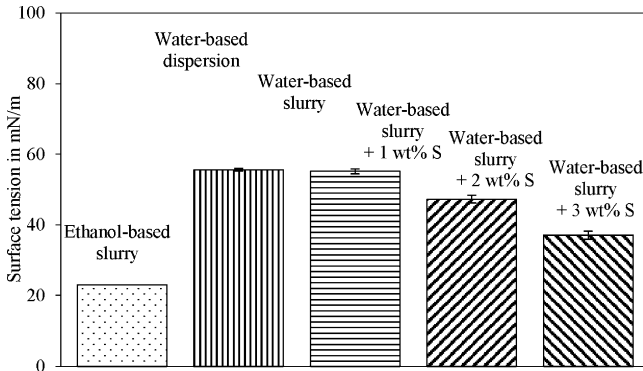 100
80
60
40
20
0
Surface tension in mN/m
Ethanol-based
slurry
Water-based
dispersion
Water-based
slurry
Water-based
slurry
+ 1 wt% S
Water-based
slurry
+ 2 wt% S
Water-based
slurry
+ 3 wt% S